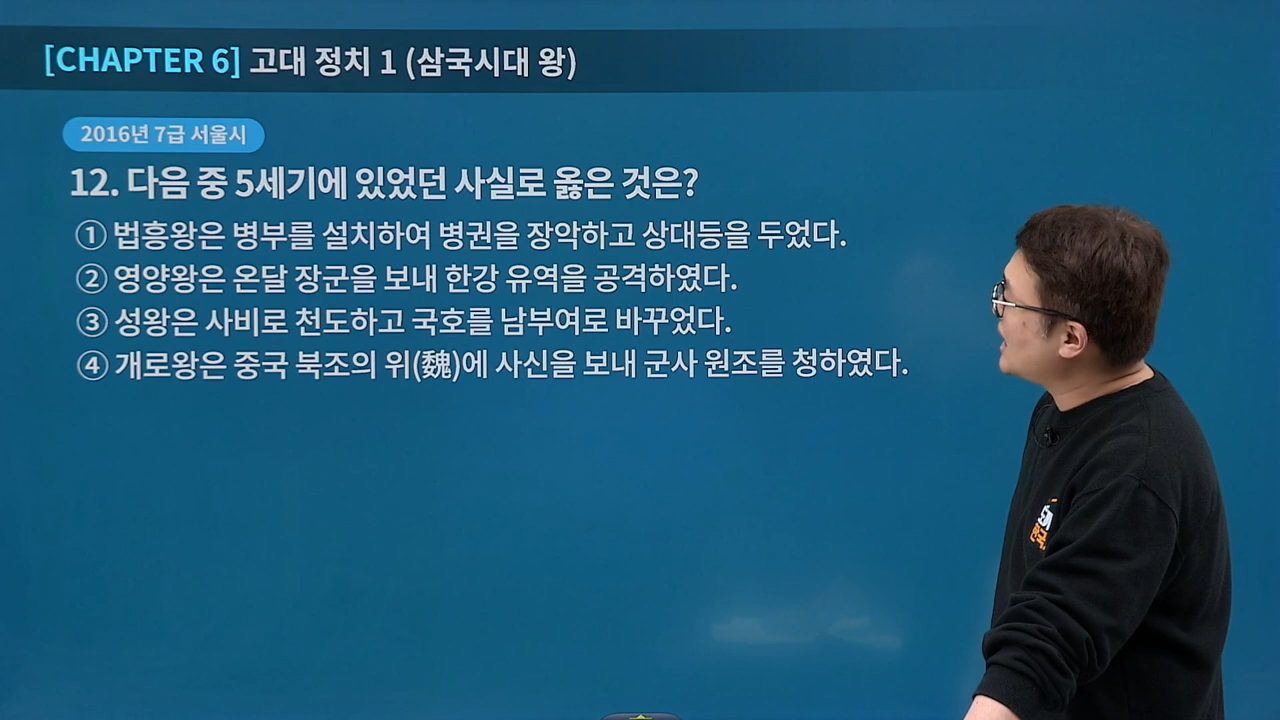 [CHAPTER 6] 고대 정치 1 (삼국시대 왕)
2016년 7급 서울시
12. 다음 중 5세기에 있었던 사실로 옳은 것은?
① 법흥왕은 병부를 설치하여 병권을 장악하고 상대등을 두었다.
② 영양왕은 온달 장군을 보내 한강 유역을 공격하였다.
③ 성왕은 사비로 천도하고 국호를 남부여로 바꾸었다.
④ 개로왕은 중국 북조의 위(魏)에 사신을 보내 군사 원조를 청하였다.